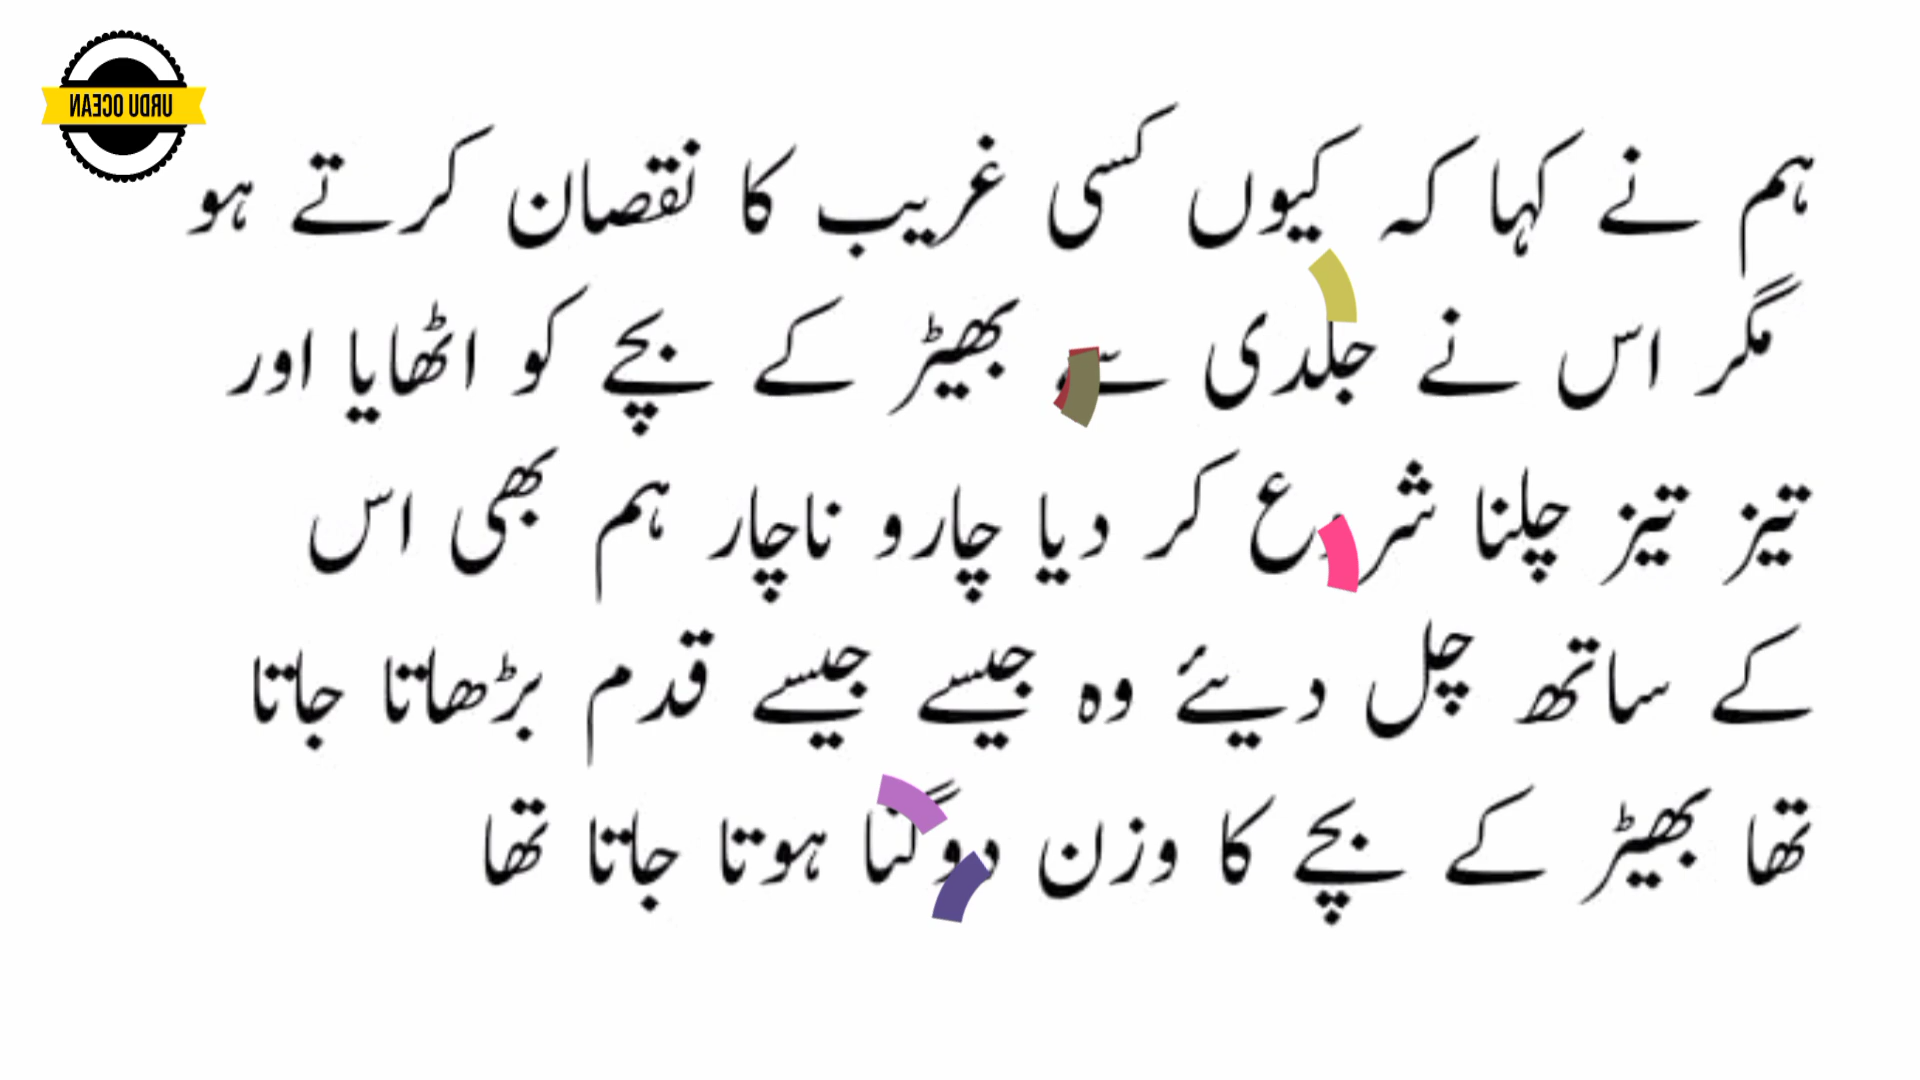 URDU OCEAN
ہم نے کہا کہ کیوں کسی غریب کا نقصان کرتے ہو
مگر اس نے جلدی سے بھیڑ کے بچے کو اٹھایا اور
تیز تیز چلنا شروع کر دیا چارو ناچار ہم بھی اس
کے ساتھ چل دیئے وہ جیسے جیسے قدم بڑھاتا جاتا
تھا بھیڑ کے بچے کا وزن دوگنا ہوتا جاتا تھا